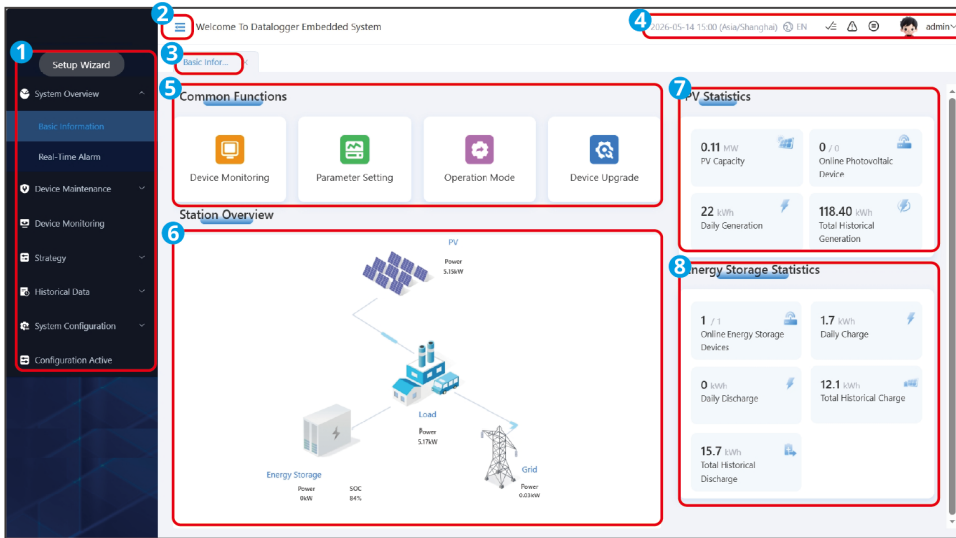 2
Welcome To Datalogger Embedded System
4
2026-05-14 15:00 (Asia/Shanghai) EN admin
1
Setup Wizard
System Overview
Basic Information
Real-Time Alarm
Device Maintenance
Device Monitoring
Strategy
Historical Data
System Configuration
Configuration Active
3
Basic Infor... ×
5
Common Functions
Device Monitoring
Parameter Setting
Operation Mode
Device Upgrade
Station Overview
6
PV
Power
5.15kW
Load
Power
5.17kW
Energy Storage
Power SOC
0kW 84%
Grid
Power
0.03kW
7
PV Statistics
0.11 MW
PV Capacity
0 / 0
Online Photovoltaic
Device
22 kWh
Daily Generation
118.40 kWh
Total Historical
Generation
8
Energy Storage Statistics
1 / 1
Online Energy Storage
Devices
1.7 kWh
Daily Charge
0 kWh
Daily Discharge
12.1 kWh
Total Historical Charge
15.7 kWh
Total Historical
Discharge